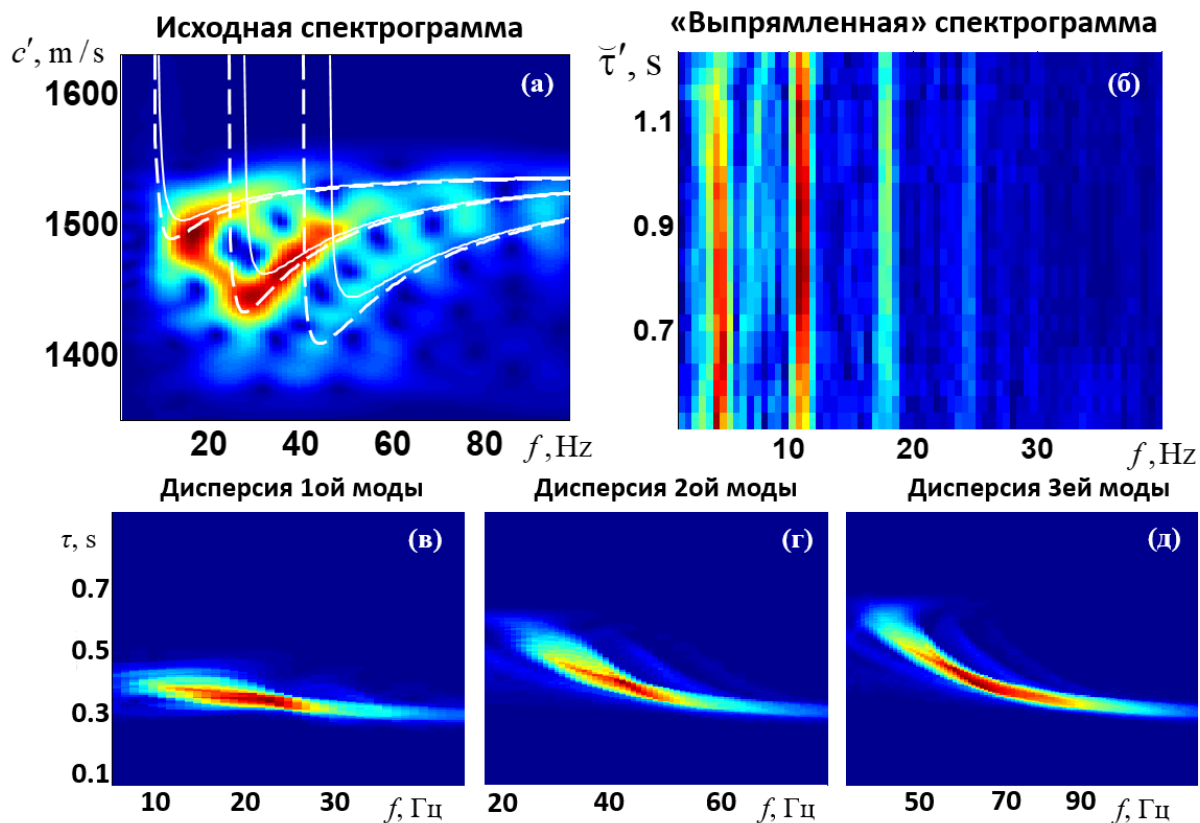 Исходная спектрограмма
«Выпрямленная» спектрограмма
c′, m/s
(а)
1600
1500
1400
20 40 60 80 f, Hz
τ̆′, s
(б)
1.1
0.9
0.7
10 20 30 f, Hz
Дисперсия 1ой моды
Дисперсия 2ой моды
Дисперсия 3ей моды
τ, s
(в)
(г)
(д)
0.7
0.5
0.3
0.1
10 20 30 f, Гц
20 40 60 f, Гц
50 70 90 f, Гц